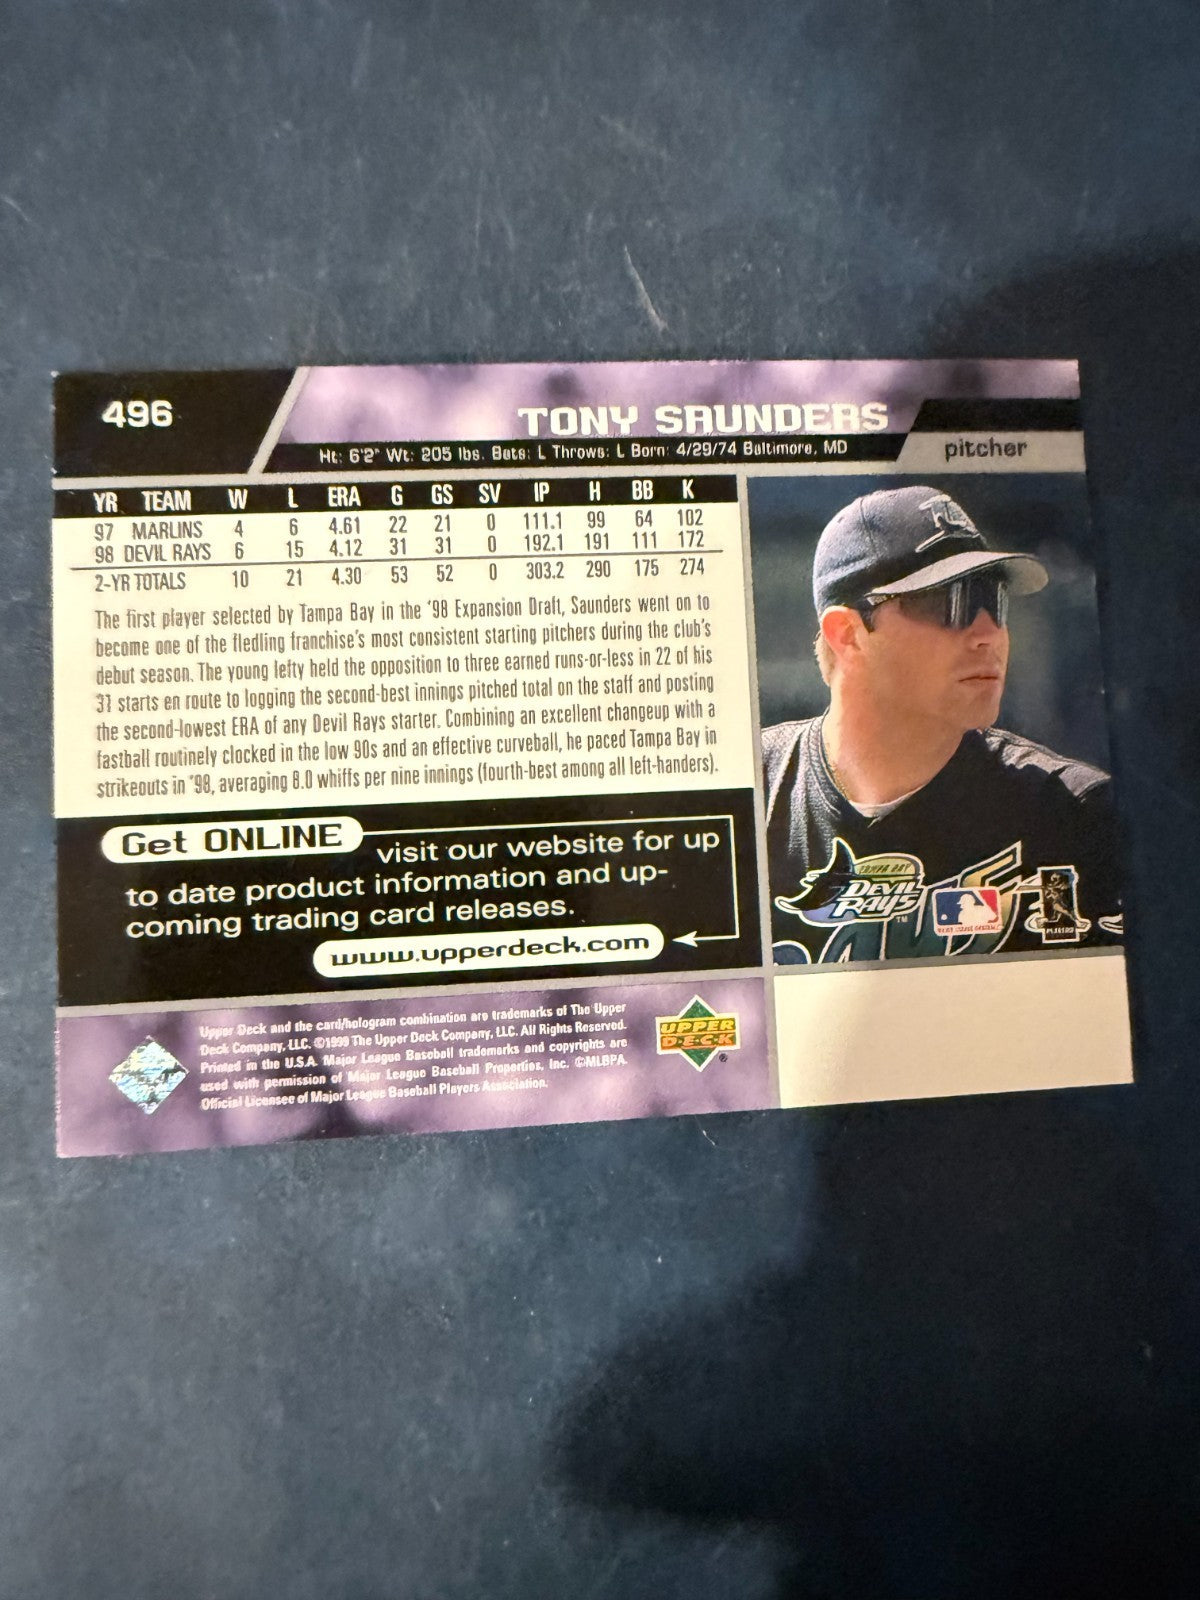 496
TONY SAUNDERS
Ht: 6'2" Wt: 205 lbs. Bats: L Throws: L Born: 4/29/74 Baltimore, MD
pitcher
YR TEAM W L ERA G GS SV IP H BB K
97 MARLINS 4 6 4.61 22 21 0 111.1 99 64 102
98 DEVIL RAYS 6 15 4.12 31 31 0 192.1 191 111 172
2-YR TOTALS 10 21 4.30 53 52 0 303.2 290 175 274
The first player selected by Tampa Bay in the '98 Expansion Draft, Saunders went on to
become one of the fledling franchise's most consistent starting pitchers during the club's
debut season. The young lefty held the opposition to three earned runs-or-less in 22 of his
31 starts en route to logging the second-best innings pitched total on the staff and posting
the second-lowest ERA of any Devil Rays starter. Combining an excellent changeup with a
fastball routinely clocked in the low 90s and an effective curveball, he paced Tampa Bay in
strikeouts in '98, averaging 8.0 whiffs per nine innings (fourth-best among all left-handers).
Get ONLINE
visit our website for up
to date product information and up-
coming trading card releases.
www.upperdeck.com
TAMPA BAY
DEVIL
RAYS
TM
Upper Deck and the card/hologram combination are trademarks of The Upper
Deck Company, LLC. ©1999 The Upper Deck Company, LLC. All Rights Reserved.
Printed in the U.S.A. Major League Baseball trademarks and copyrights are
used with permission of Major League Baseball Properties, Inc. ©MLBPA
Official Licensee of Major League Baseball Players Association.
UPPER
DECK
®